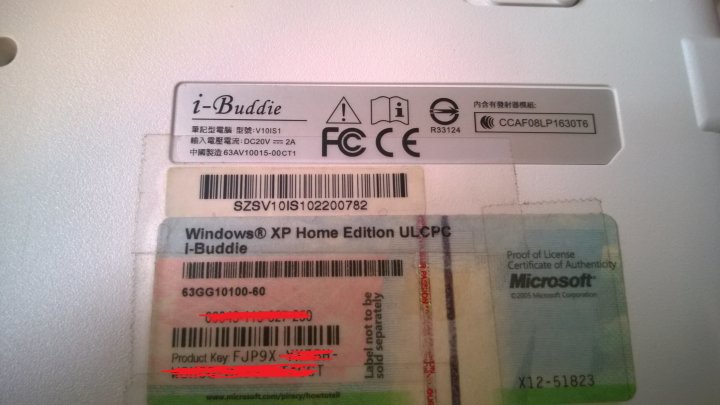 i-Buddie
筆記型電腦 型號:V10IS1
輸入電壓電流:DC20V ⎓ 2A
中國製造 63AV10015-00CT1
FC CE
R33124
內含有發射器模組:
CCAF08LP1630T6
SZSV10IS102200782
Windows® XP Home Edition ULCPC
i-Buddie
63GG10100-60
Product Key: FJP9X-
Label not to be
sold separately
www.microsoft.com/piracy/howtotell
Proof of License
Certificate of Authenticity
Microsoft®
©2005 Microsoft Corporation
X12-51823